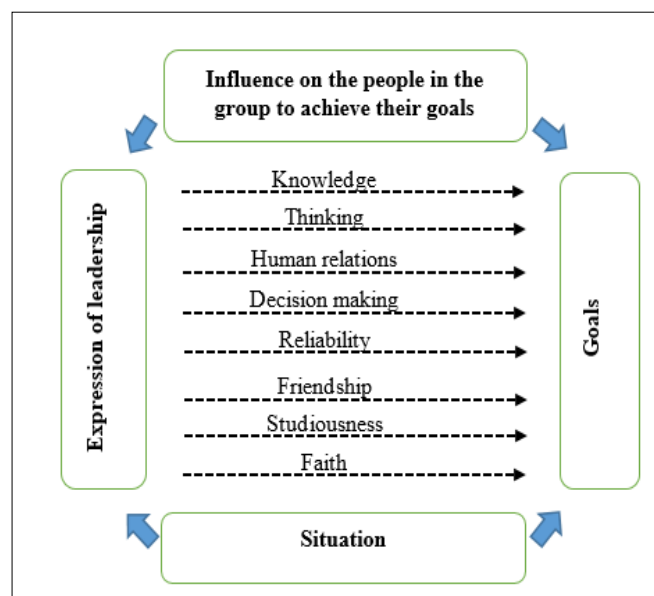 Influence on the people in the
group to achieve their goals
Expression of leadership
Knowledge
Thinking
Human relations
Decision making
Reliability
Friendship
Studiousness
Faith
Goals
Situation